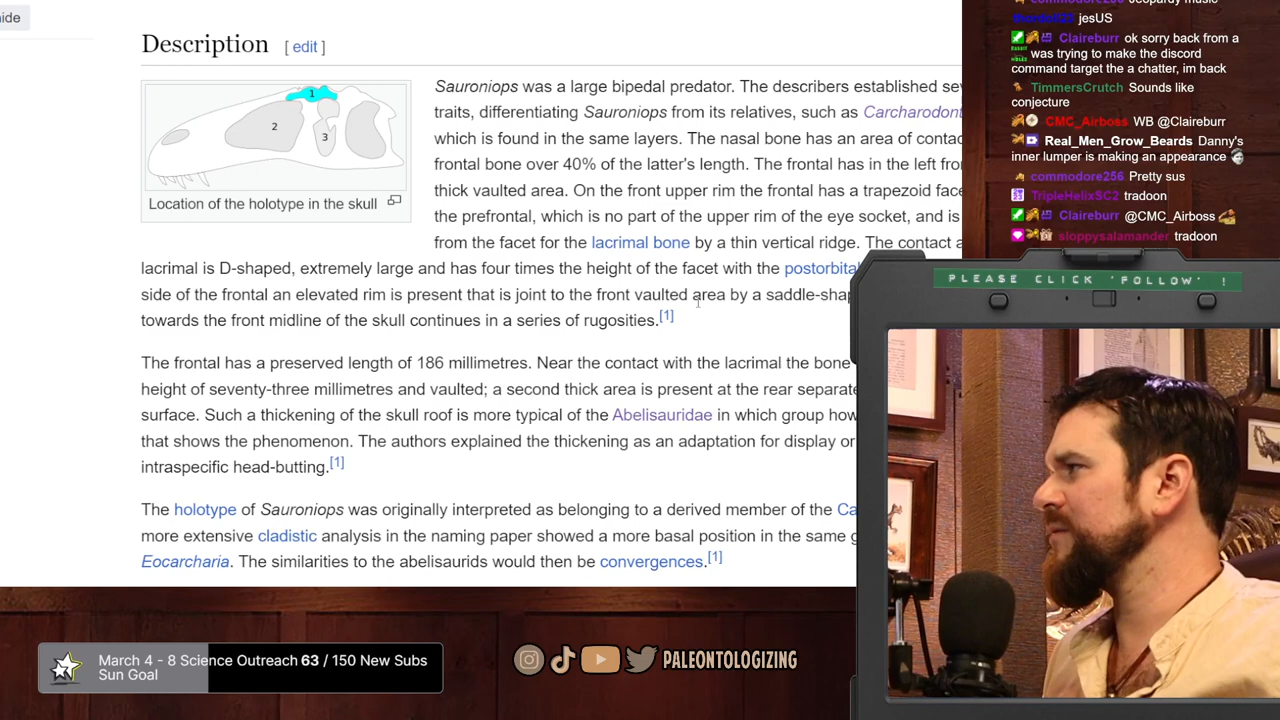 hide
Description [ edit ]
1
2
3
Location of the holotype in the skull
Sauroniops was a large bipedal predator. The describers established se
traits, differentiating Sauroniops from its relatives, such as Carcharodont
which is found in the same layers. The nasal bone has an area of contac
frontal bone over 40% of the latter's length. The frontal has in the left fro
thick vaulted area. On the front upper rim the frontal has a trapezoid face
the prefrontal, which is no part of the upper rim of the eye socket, and is
from the facet for the lacrimal bone by a thin vertical ridge. The contact a
lacrimal is D-shaped, extremely large and has four times the height of the facet with the postorbital
side of the frontal an elevated rim is present that is joint to the front vaulted area by a saddle-shap
towards the front midline of the skull continues in a series of rugosities.[1]
The frontal has a preserved length of 186 millimetres. Near the contact with the lacrimal the bone
height of seventy-three millimetres and vaulted; a second thick area is present at the rear separate
surface. Such a thickening of the skull roof is more typical of the Abelisauridae in which group how
that shows the phenomenon. The authors explained the thickening as an adaptation for display or
intraspecific head-butting.[1]
The holotype of Sauroniops was originally interpreted as belonging to a derived member of the Ca
more extensive cladistic analysis in the naming paper showed a more basal position in the same g
Eocarcharia. The similarities to the abelisaurids would then be convergences.[1]
commodore256 Jeopardy music
jesUS
Claireburr ok sorry back from a
was trying to make the discord
command target the a chatter, im back
TimmersCrutch Sounds like
conjecture
CMC_Airboss WB @Claireburr
Real_Men_Grow_Beards Danny's
inner lumper is making an appearance
commodore256 Pretty sus
TripleHelixSC2 tradoon
Claireburr @CMC_Airboss
sloppysalamander tradoon
PLEASE CLICK 'FOLLOW' !
March 4 - 8 Science Outreach 63 / 150 New Subs
Sun Goal
PALEONTOLOGIZING